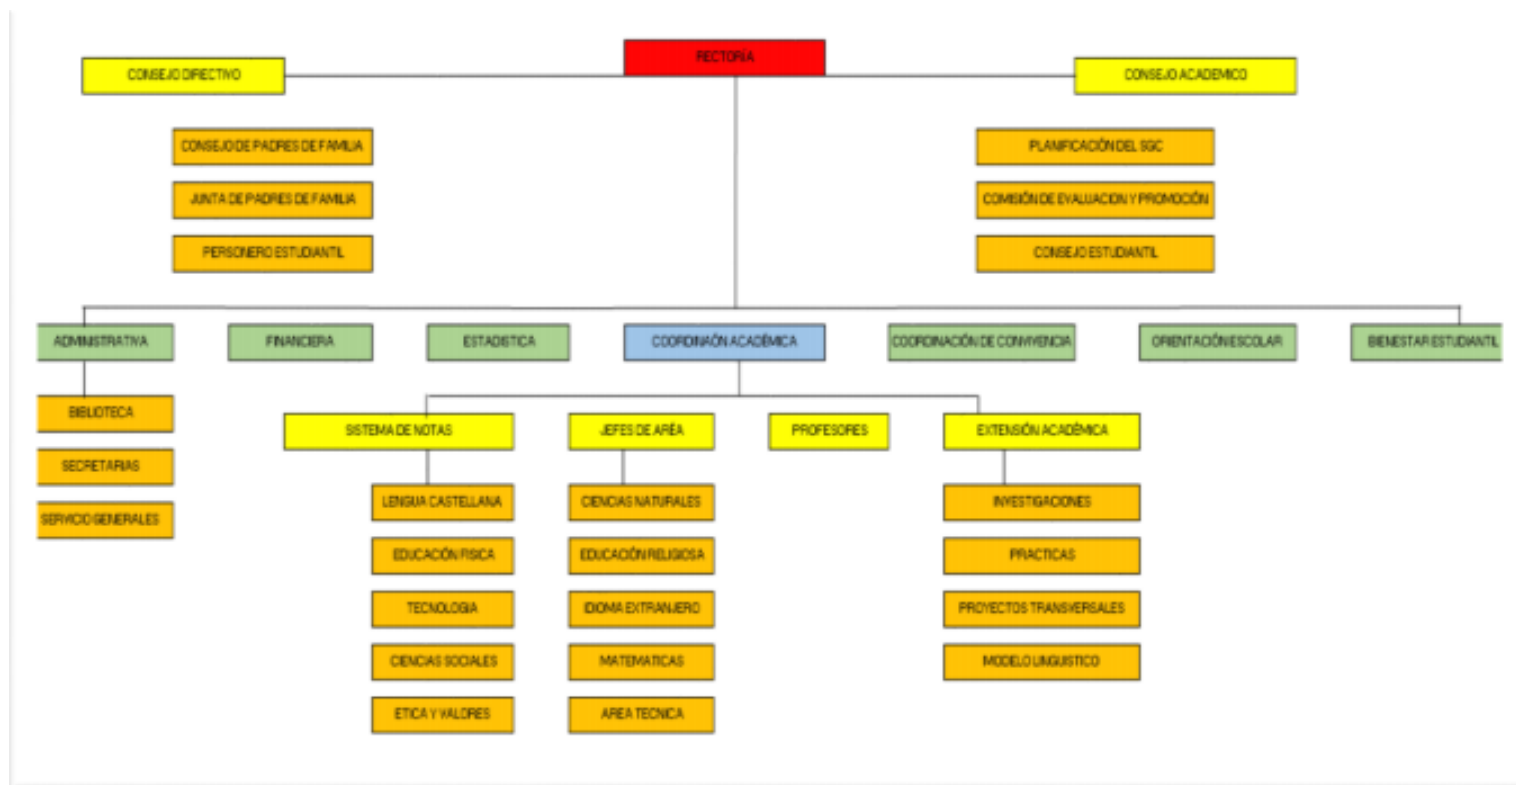 RECTORÍA
CONSEJO DIRECTIVO
CONSEJO ACADEMICO
CONSEJO DE PADRES DE FAMILIA
PLANIFICACIÓN DEL SGC
JUNTA DE PADRES DE FAMILIA
COMISIÓN DE EVALUACION Y PROMOCIÓN
PERSONERO ESTUDIANTIL
CONSEJO ESTUDIANTIL
ADMINISTRATIVA
FINANCIERA
ESTADISTICA
COORDINAÓN ACADÉMICA
COORDINACIÓN DE CONVIVENCIA
ORIENTACIÓN ESCOLAR
BIENESTAR ESTUDIANTIL
BIBLIOTECA
SISTEMA DE NOTAS
JEFES DE ARÉA
PROFESORES
EXTENSIÓN ACADÉMICA
SECRETARIAS
LENGUA CASTELLANA
CIENCIAS NATURALES
INVESTIGACIONES
SERVICIO GENERALES
EDUCACIÓN FISICA
EDUCACIÓN RELIGIOSA
PRACTICAS
TECNOLOGIA
IDIOMA EXTRANJERO
PROYECTOS TRANSVERSALES
CIENCIAS SOCIALES
MATEMATICAS
MODELO LINGUISTICO
ETICA Y VALORES
AREA TECNICA